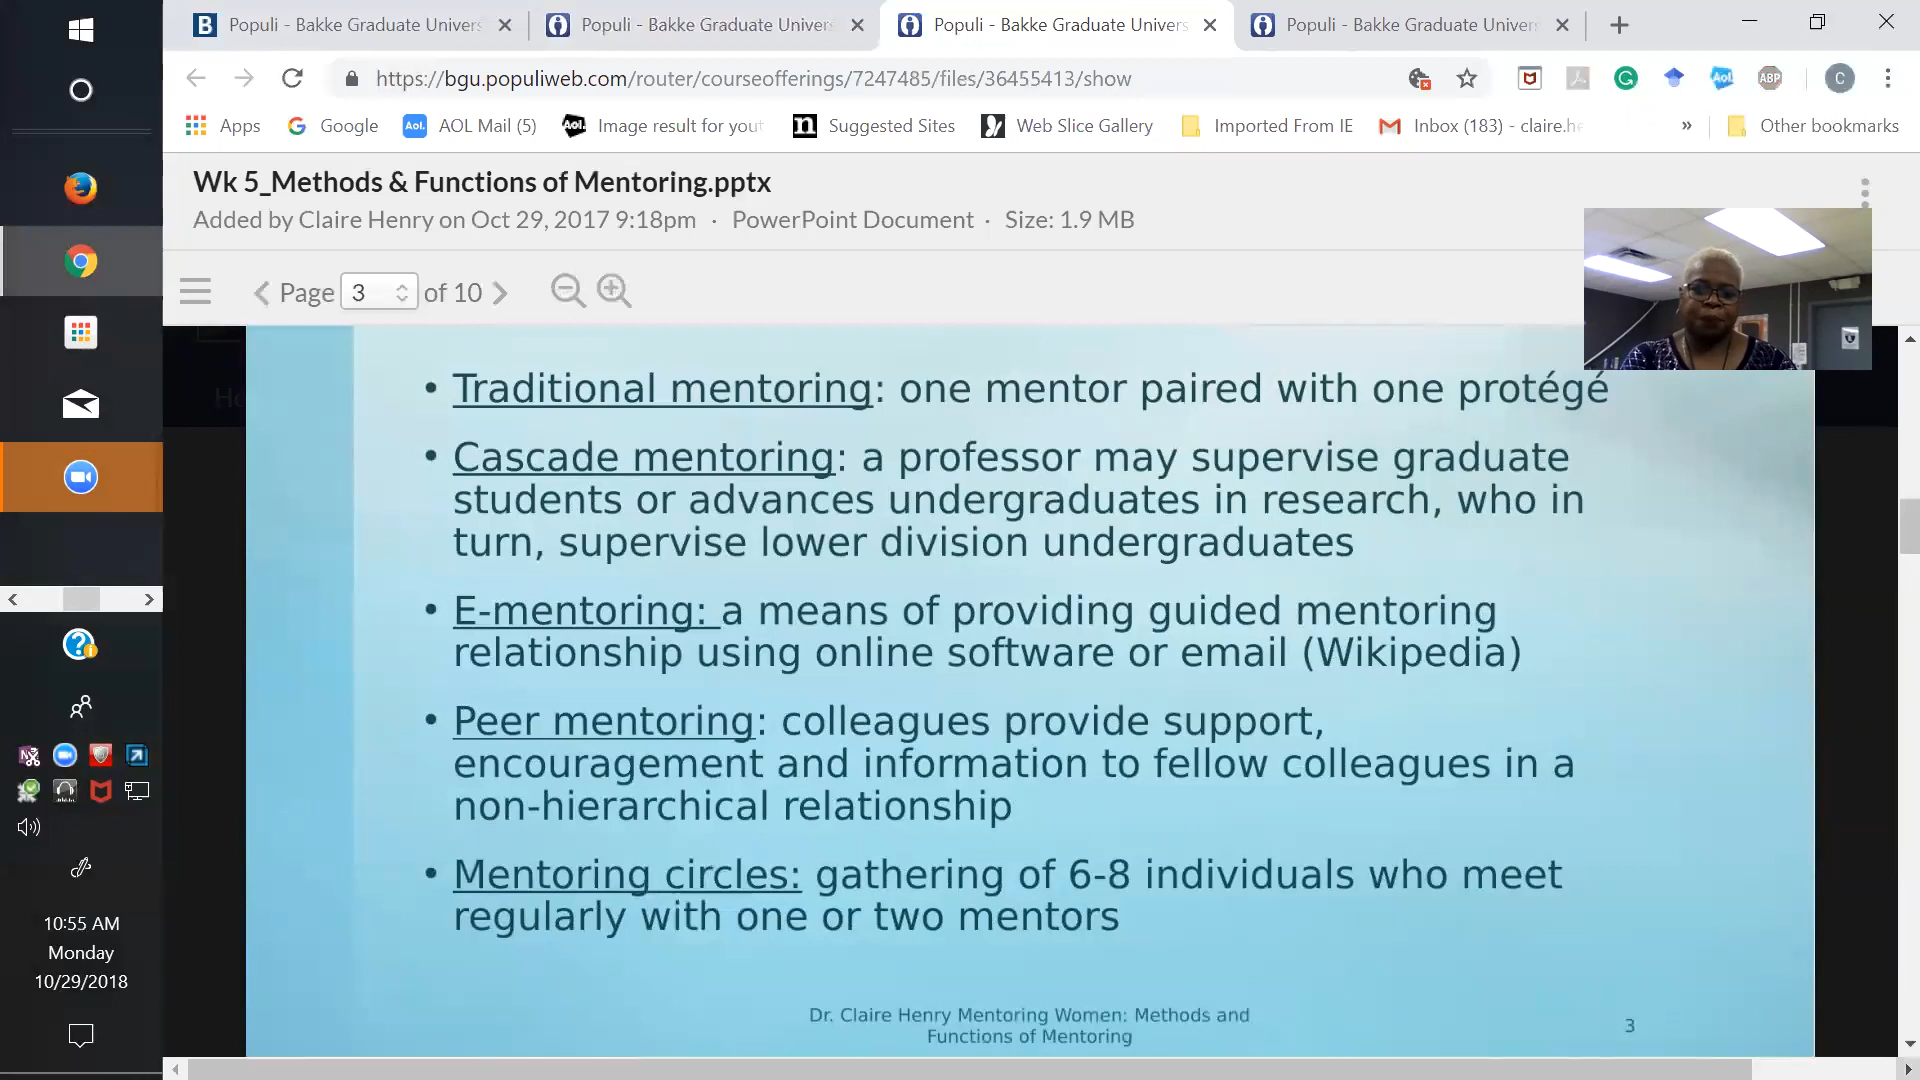 Populi - Bakke Graduate Univers
Populi - Bakke Graduate Univers
Populi - Bakke Graduate Univers
Populi - Bakke Graduate Univers
https://bgu.populiweb.com/router/courseofferings/7247485/files/36455413/show
ABP
C
Apps
Google
AOL Mail (5)
Image result for yout
Suggested Sites
Web Slice Gallery
Imported From IE
Inbox (183) - claire.he
Other bookmarks
Wk 5_Methods & Functions of Mentoring.pptx
Added by Claire Henry on Oct 29, 2017 9:18pm · PowerPoint Document · Size: 1.9 MB
Page 3 of 10
• Traditional mentoring: one mentor paired with one protégé
• Cascade mentoring: a professor may supervise graduate
students or advances undergraduates in research, who in
turn, supervise lower division undergraduates
• E-mentoring: a means of providing guided mentoring
relationship using online software or email (Wikipedia)
• Peer mentoring: colleagues provide support,
encouragement and information to fellow colleagues in a
non-hierarchical relationship
• Mentoring circles: gathering of 6-8 individuals who meet
regularly with one or two mentors
Dr. Claire Henry Mentoring Women: Methods and
Functions of Mentoring
3
10:55 AM
Monday
10/29/2018